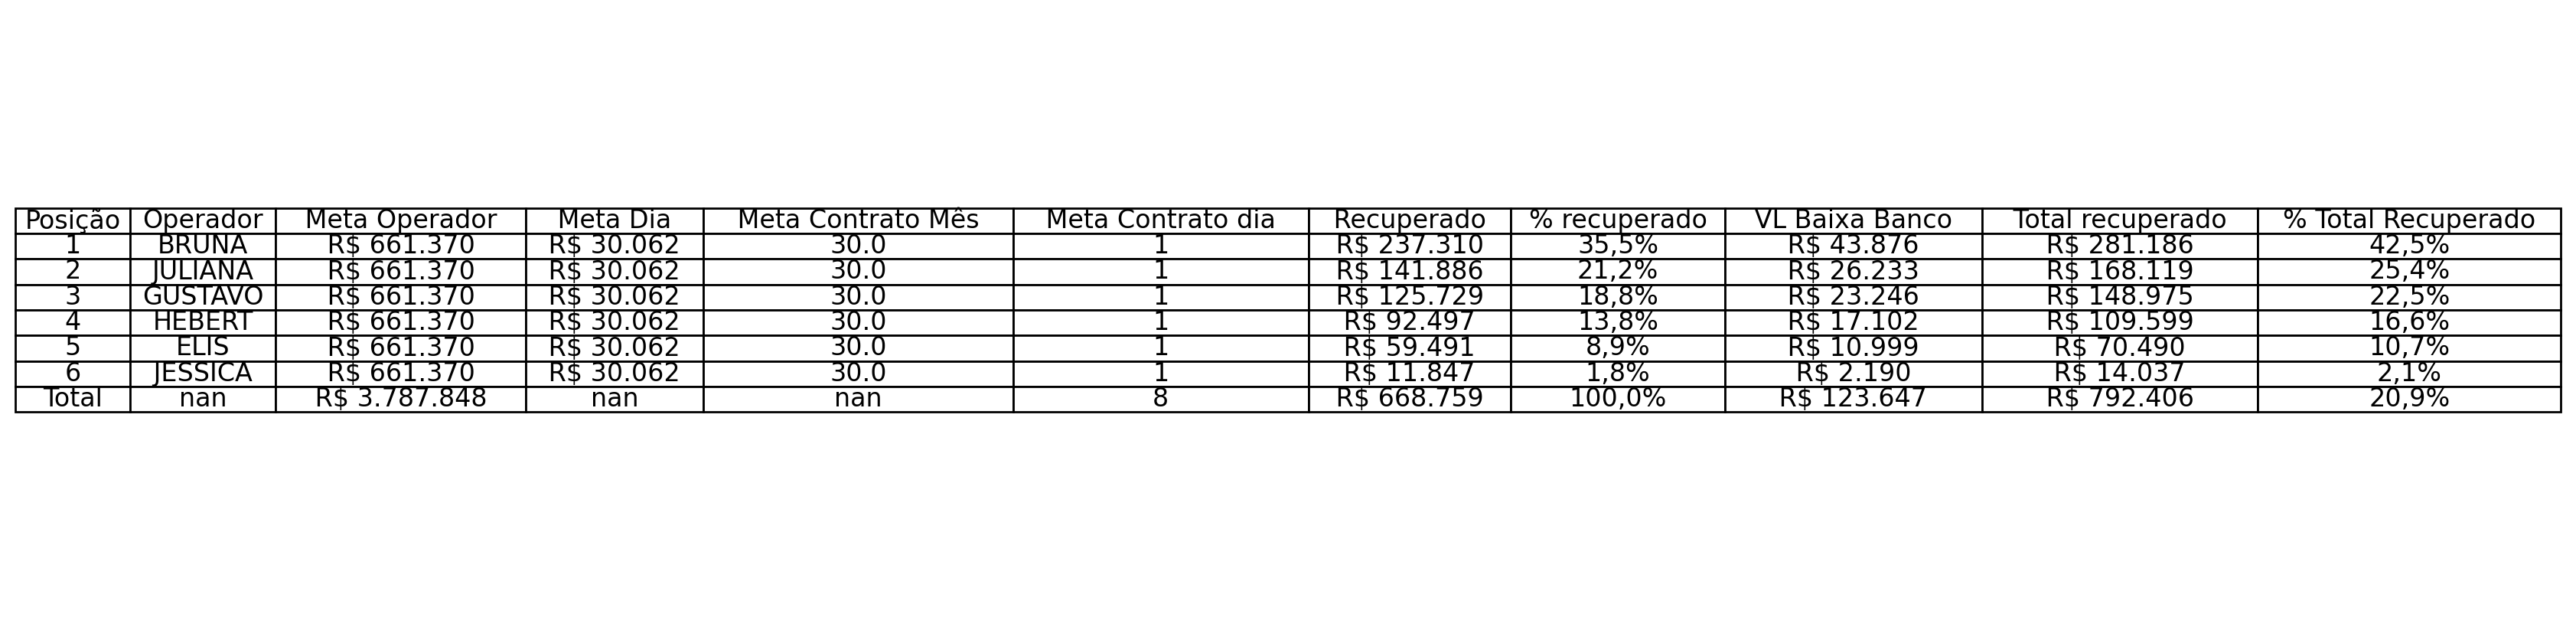 Posição Operador Meta Operador Meta Dia Meta Contrato Mês Meta Contrato dia Recuperado % recuperado VL Baixa Banco Total recuperado % Total Recuperado
1 BRUNA R$ 661.370 R$ 30.062 30.0 1 R$ 237.310 35,5% R$ 43.876 R$ 281.186 42,5%
2 JULIANA R$ 661.370 R$ 30.062 30.0 1 R$ 141.886 21,2% R$ 26.233 R$ 168.119 25,4%
3 GUSTAVO R$ 661.370 R$ 30.062 30.0 1 R$ 125.729 18,8% R$ 23.246 R$ 148.975 22,5%
4 HEBERT R$ 661.370 R$ 30.062 30.0 1 R$ 92.497 13,8% R$ 17.102 R$ 109.599 16,6%
5 ELIS R$ 661.370 R$ 30.062 30.0 1 R$ 59.491 8,9% R$ 10.999 R$ 70.490 10,7%
6 JESSICA R$ 661.370 R$ 30.062 30.0 1 R$ 11.847 1,8% R$ 2.190 R$ 14.037 2,1%
Total nan R$ 3.787.848 nan nan 8 R$ 668.759 100,0% R$ 123.647 R$ 792.406 20,9%